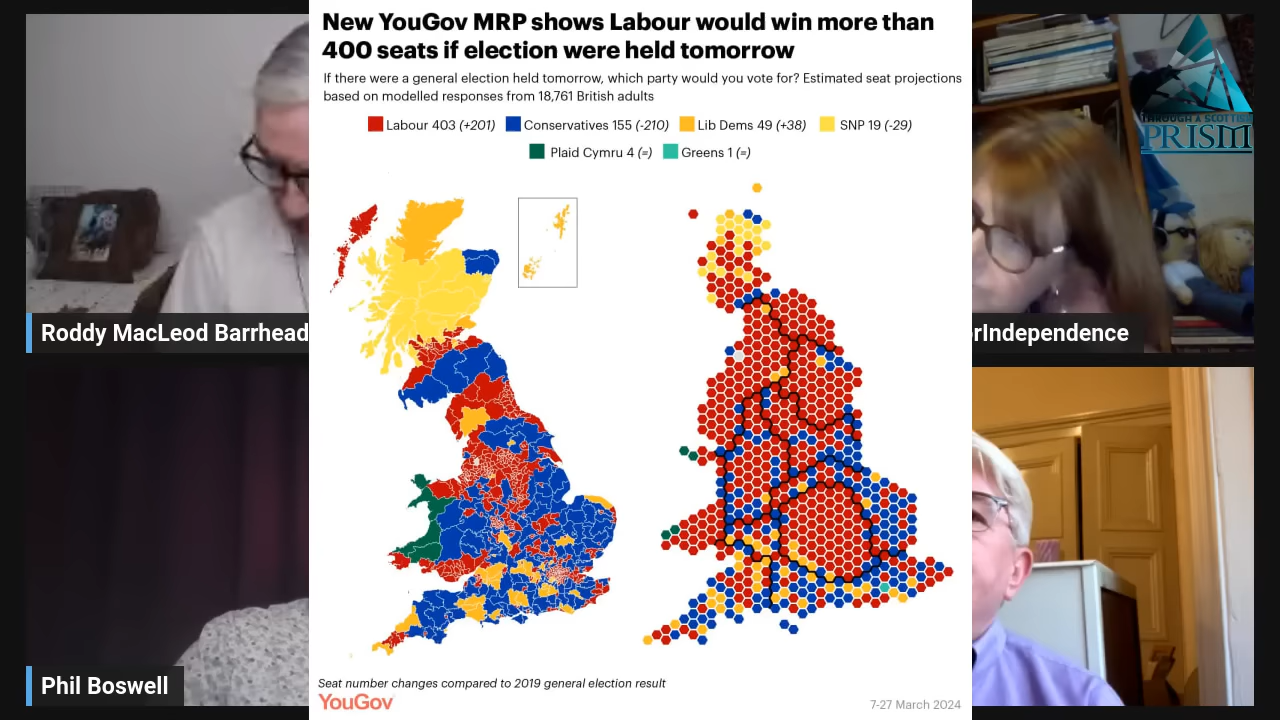 New YouGov MRP shows Labour would win more than
400 seats if election were held tomorrow
If there were a general election held tomorrow, which party would you vote for? Estimated seat projections
based on modelled responses from 18,761 British adults
Labour 403 (+201) Conservatives 155 (-210) Lib Dems 49 (+38) SNP 19 (-29)
Plaid Cymru 4 (=) Greens 1 (=)
THROUGH A SCOTTISH
PRISM
Roddy MacLeod Barrhead
rIndependence
Phil Boswell
Seat number changes compared to 2019 general election result
YouGov
7-27 March 2024